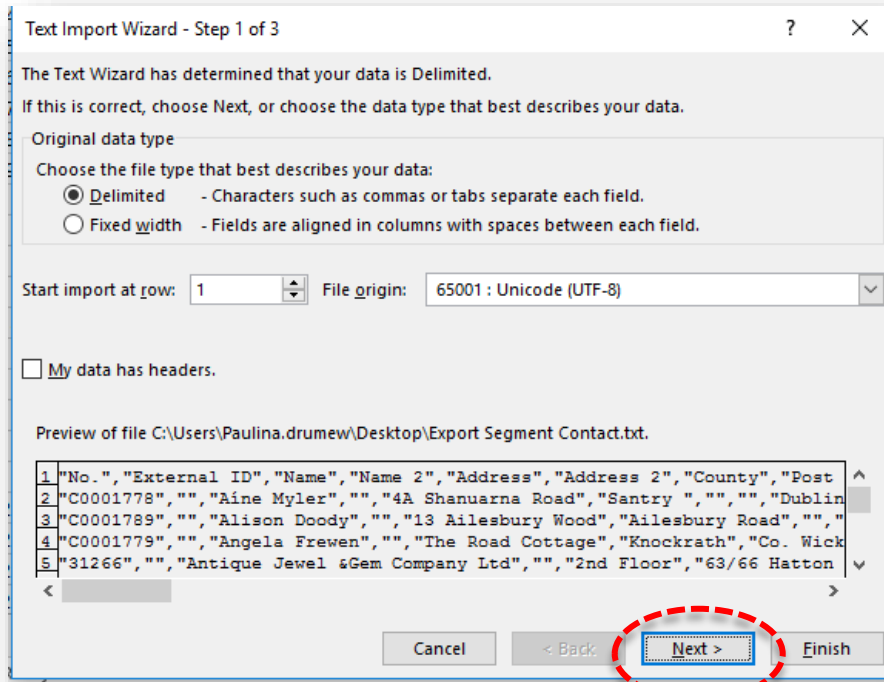 Text Import Wizard - Step 1 of 3 ? ×
The Text Wizard has determined that your data is Delimited.
If this is correct, choose Next, or choose the data type that best describes your data.
Original data type
Choose the file type that best describes your data:
Delimited - Characters such as commas or tabs separate each field.
Fixed width - Fields are aligned in columns with spaces between each field.
Start import at row: 1 File origin: 65001 : Unicode (UTF-8)
My data has headers.
Preview of file C:\Users\Paulina.drumew\Desktop\Export Segment Contact.txt.
1 "No.","External ID","Name","Name 2","Address","Address 2","County","Post
2 "C0001778","","Aíne Myler","","4A Shanuarna Road","Santry ","","","Dublin
3 "C0001789","","Alison Doody","","13 Ailesbury Wood","Ailesbury Road","","
4 "C0001779","","Angela Frewen","","The Road Cottage","Knockrath","Co. Wick
5 "31266","","Antique Jewel &Gem Company Ltd","","2nd Floor","63/66 Hatton
Cancel < Back Next > Finish